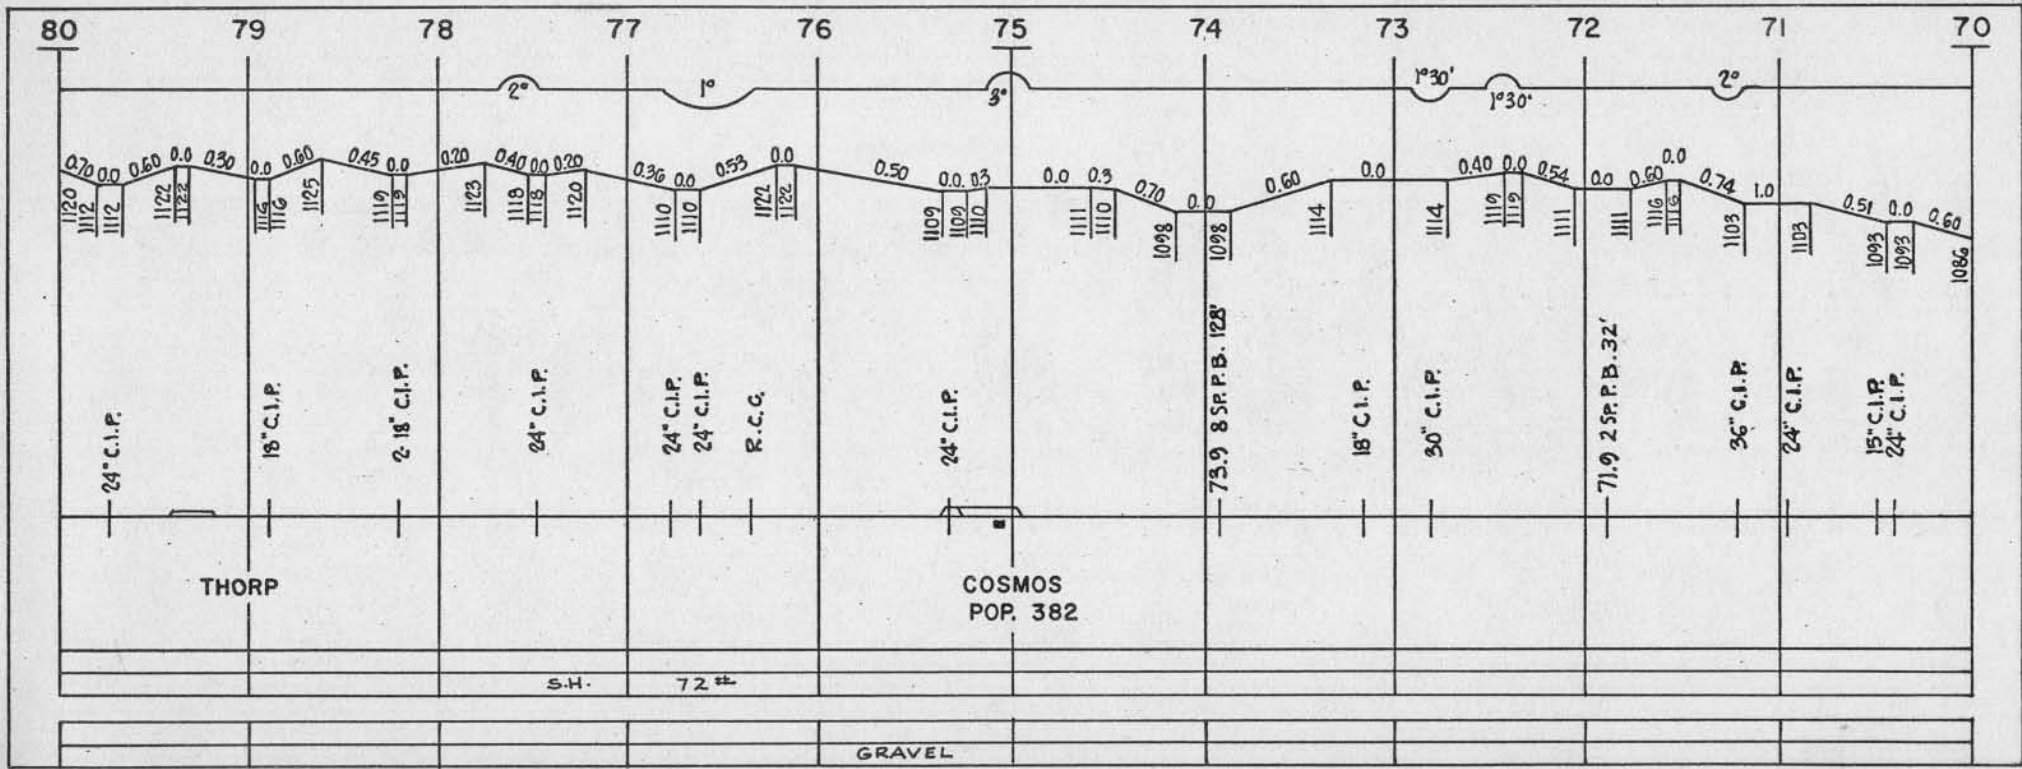 80 79 78 77 76 75 74 73 72 71 70
2° 1° 3° 1°30' 1°30' 2°
0.70 0.0 0.60 0.0 0.30 0.0 0.60 0.45 0.0 0.20 0.40 0.0 0.20 0.36 0.0 0.53 0.0 0.50 0.0. 0.3 0.0 0.3 0.70 0.0 0.60 0.0 0.40 0.0 0.54 0.0 0.60 0.0 0.74 1.0 0.51 0.0 0.60
1120 1112 1112 1122 1122 1116 1116 1125 1119 1119 1123 1118 1118 1120 1110 1110 1122 1122 1109 1109 1110 1111 1110 1098 1098 1114 1114 1119 1119 1111 1111 1116 1116 1103 1103 1093 1093 1086
24" C.I.P.
18" C.I.P.
2-18" C.I.P.
24" C.I.P.
24" C.I.P.
24" C.I.P.
R.C.C.
24" C.I.P.
73.9 8 SP. P.B. 128'
18" C.I.P.
30" C.I.P.
71.9 2 SP. P.B. 32'
36" C.I.P.
24" C.I.P.
15" C.I.P.
24" C.I.P.
THORP
COSMOS
POP. 382
S.H. 72#
GRAVEL